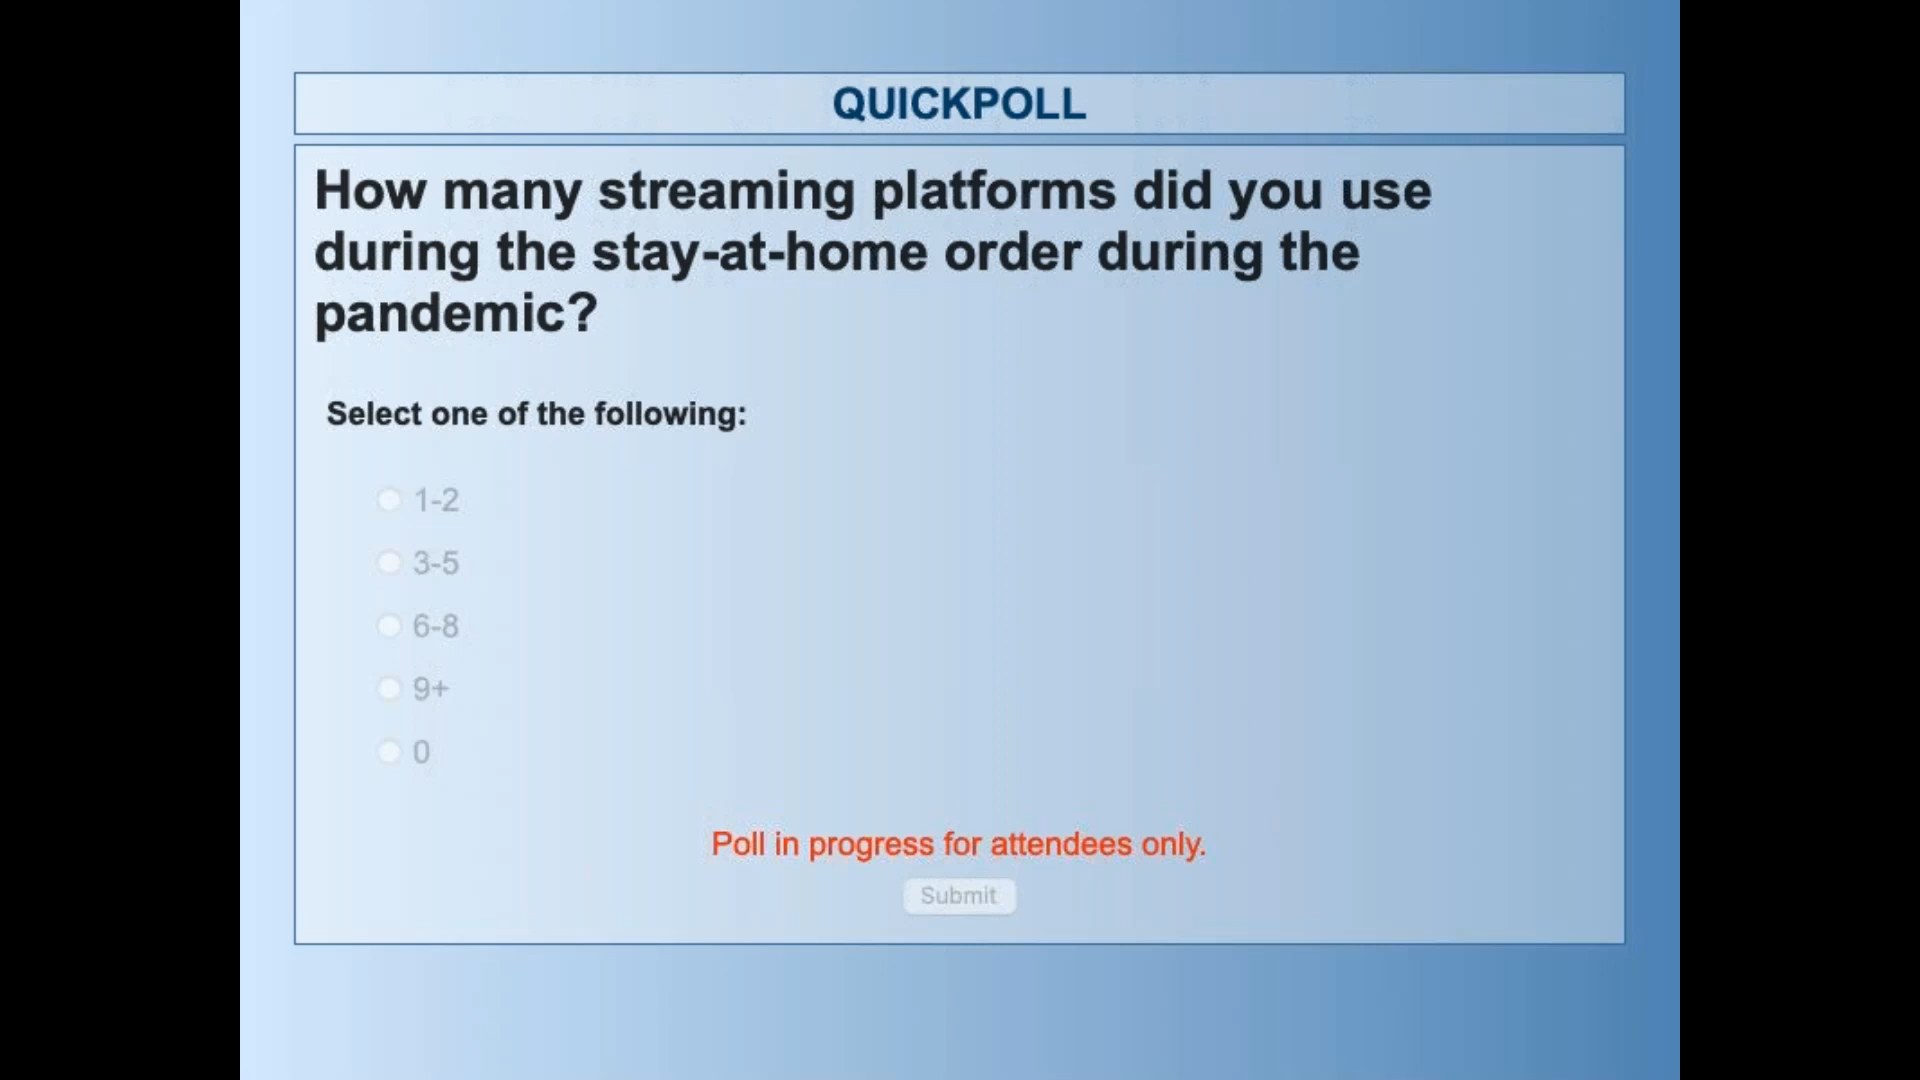 QUICKPOLL
How many streaming platforms did you use
during the stay-at-home order during the
pandemic?
Select one of the following:
1-2
3-5
6-8
9+
0
Poll in progress for attendees only.
Submit